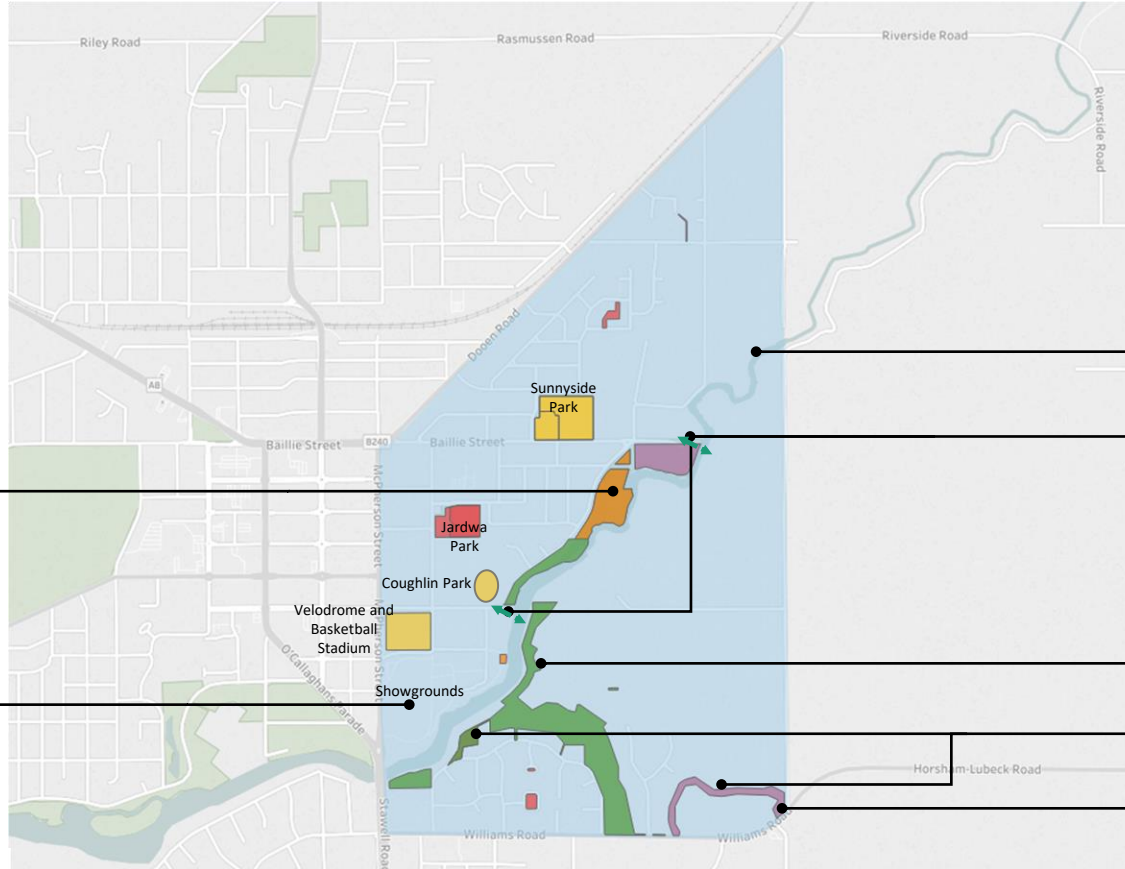 Riley Road
Rasmussen Road
Riverside Road
Riverside Road
Dooen Road
A8
Sunnyside
Park
Baillie Street
B240
Baillie Street
McPherson Street
Jardwa
Park
Coughlin Park
Velodrome and
Basketball
Stadium
McPherson Street
O'Callaghans Parade
Showgrounds
Horsham-Lubeck Road
Stawell Road
Williams Road
Williams Road